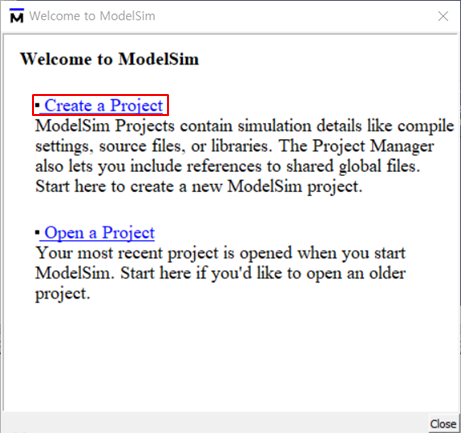 Welcome to ModelSim
Welcome to ModelSim
Create a Project
ModelSim Projects contain simulation details like compile
settings, source files, or libraries. The Project Manager
also lets you include references to shared global files.
Start here to create a new ModelSim project.
Open a Project
Your most recent project is opened when you start
ModelSim. Start here if you'd like to open an older
project.
Close